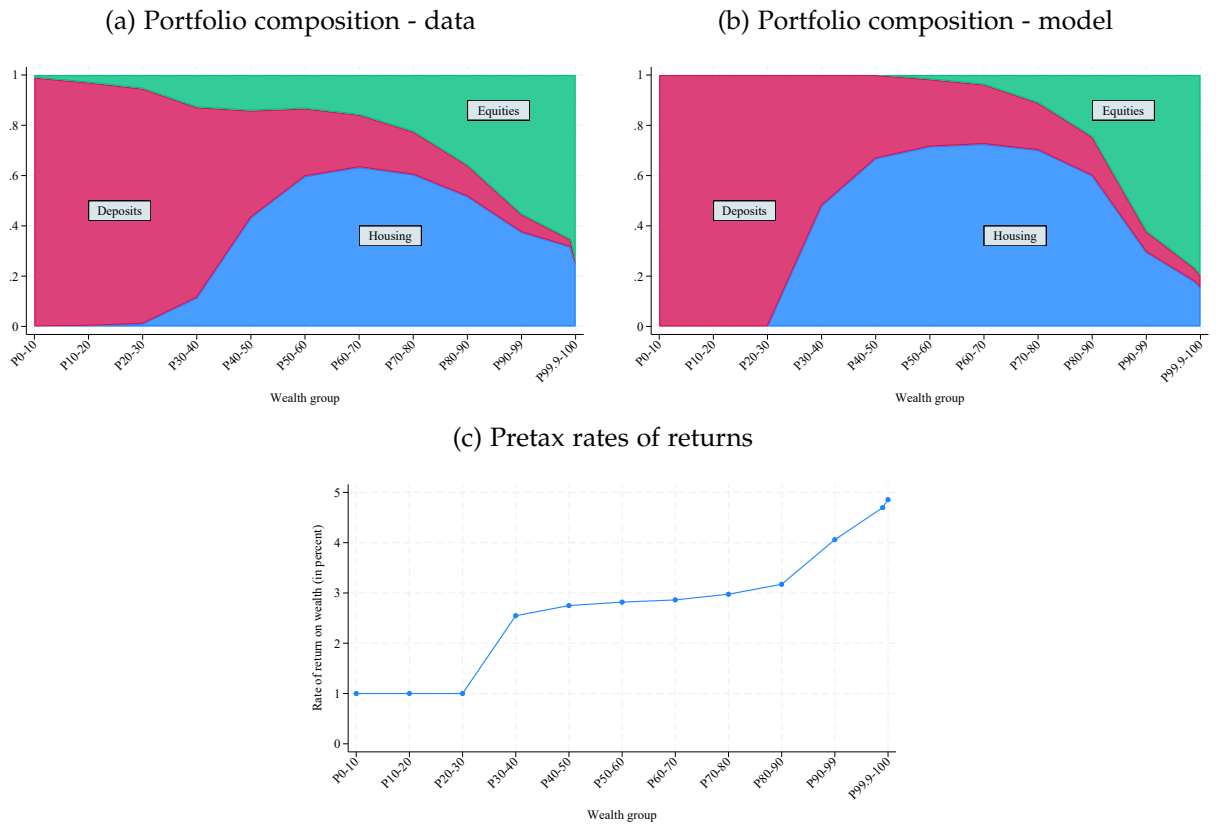 (a) Portfolio composition - data
1
.8
.6
.4
.2
0
Equities
Deposits
Housing
P0-10
P10-20
P20-30
P30-40
P40-50
P50-60
P60-70
P70-80
P80-90
P90-99
P99.9-100
Wealth group
(b) Portfolio composition - model
1
.8
.6
.4
.2
0
Equities
Deposits
Housing
P0-10
P10-20
P20-30
P30-40
P40-50
P50-60
P60-70
P70-80
P80-90
P90-99
P99.9-100
Wealth group
(c) Pretax rates of returns
Rate of return on wealth (in percent)
5
4
3
2
1
0
P0-10
P10-20
P20-30
P30-40
P40-50
P50-60
P60-70
P70-80
P80-90
P90-99
P99.9-100
Wealth group